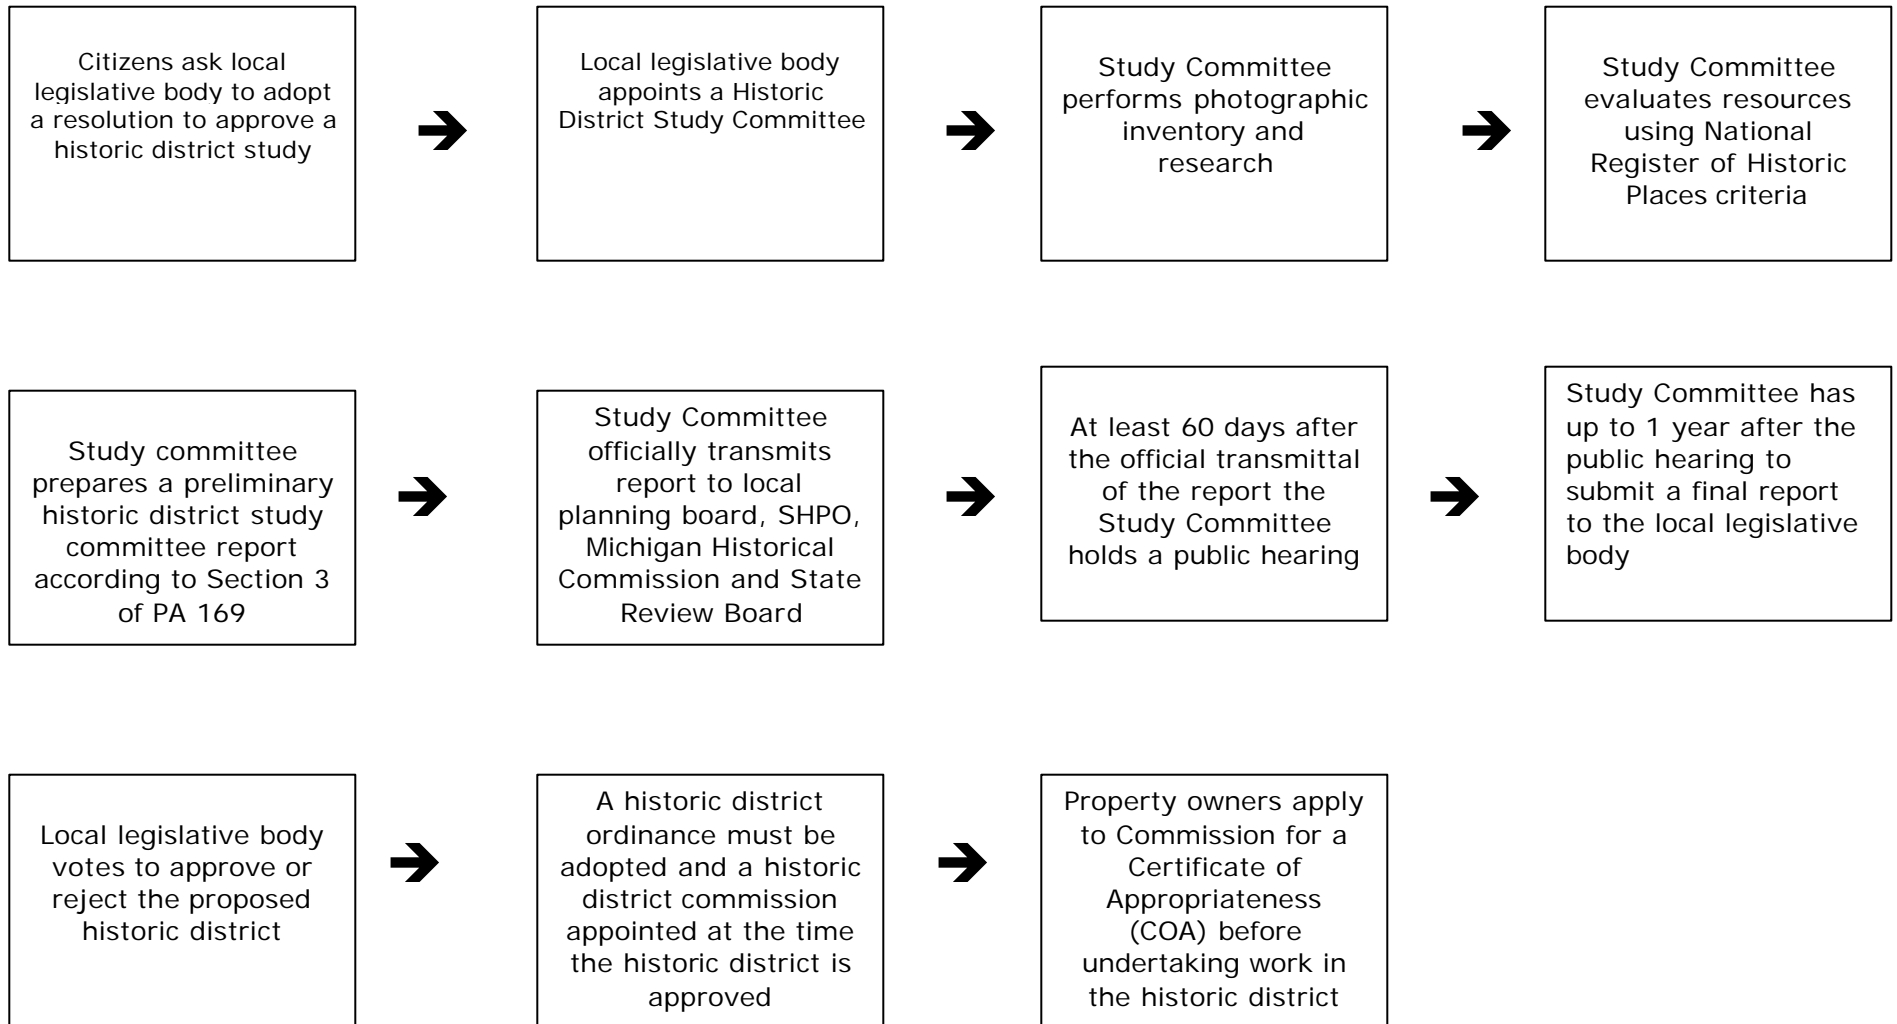 Citizens ask local
legislative body to adopt
a resolution to approve a
historic district study
Local legislative body
appoints a Historic
District Study Committee
Study Committee
performs photographic
inventory and
research
Study Committee
evaluates resources
using National
Register of Historic
Places criteria
Study committee
prepares a preliminary
historic district study
committee report
according to Section 3
of PA 169
Study Committee
officially transmits
report to local
planning board, SHPO,
Michigan Historical
Commission and State
Review Board
At least 60 days after
the official transmittal
of the report the
Study Committee
holds a public hearing
Study Committee has
up to 1 year after the
public hearing to
submit a final report
to the local legislative
body
Local legislative body
votes to approve or
reject the proposed
historic district
A historic district
ordinance must be
adopted and a historic
district commission
appointed at the time
the historic district is
approved
Property owners apply
to Commission for a
Certificate of
Appropriateness
(COA) before
undertaking work in
the historic district